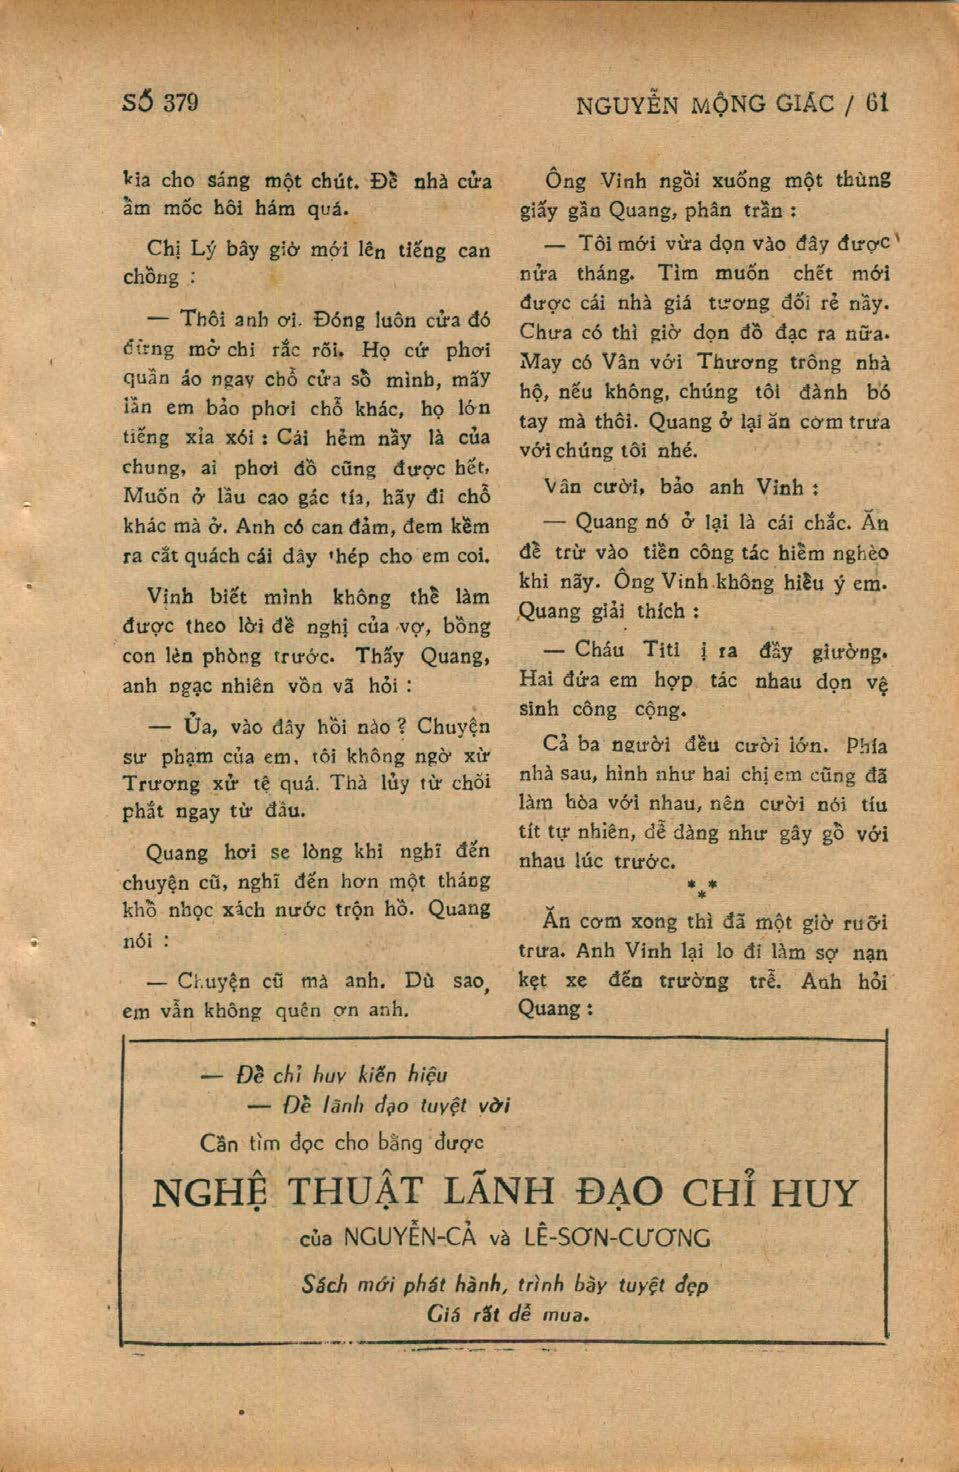 SỐ 379
NGUYỄN MỘNG GIÁC / 61
kia cho sáng một chút. Để nhà cửa
ẩm mốc hôi hám quá.
Chị Lý bây giờ mới lên tiếng can
chồng :
— Thôi anh ơi. Đóng luôn cửa đó
đừng mở chi rắc rối. Họ cứ phơi
quần áo ngay chỗ cửa sổ mình, mấy
lần em bảo phơi chỗ khác, họ lớn
tiếng xỉa xói : Cái hẻm nầy là của
chung, ai phơi đồ cũng được hết,
Muốn ở lầu cao gác tía, hãy đi chỗ
khác mà ở. Anh có can đảm, đem kềm
ra cắt quách cái dây thép cho em coi.
Vịnh biết mình không thể làm
được theo lời đề nghị của vợ, bồng
con lên phòng trước. Thấy Quang,
anh ngạc nhiên vồn vã hỏi :
— Ủa, vào đây hồi nào ? Chuyện
sư phạm của em, tôi không ngờ xừ
Trương xử tệ quá. Thà lủy từ chối
phắt ngay từ đầu.
Quang hơi se lòng khi nghĩ đến
chuyện cũ, nghĩ đến hơn một tháng
khổ nhọc xách nước trộn hồ. Quang
nói :
— Chuyện cũ mà anh. Dù sao,
em vẫn không quên ơn anh.
Ông Vinh ngồi xuống một thùng
giấy gần Quang, phân trần :
— Tôi mới vừa dọn vào đây được
nửa tháng. Tìm muốn chết mới
được cái nhà giá tương đối rẻ nầy.
Chưa có thì giờ dọn đồ đạc ra nữa.
May có Vân với Thương trông nhà
hộ, nếu không, chúng tôi đành bó
tay mà thôi. Quang ở lại ăn cơm trưa
với chúng tôi nhé.
Vân cười, bảo anh Vinh :
— Quang nó ở lại là cái chắc. Ăn
để trừ vào tiền công tác hiểm nghèo
khi nãy. Ông Vinh không hiểu ý em.
Quang giải thích :
— Cháu Titi ị ra đầy giường.
Hai đứa em hợp tác nhau dọn vệ
sinh công cộng.
Cả ba người đều cười lớn. Phía
nhà sau, hình như hai chị em cũng đã
làm hòa với nhau, nên cười nói tíu
tít tự nhiên, dễ dàng như gây gổ với
nhau lúc trước.
* * *
Ăn cơm xong thì đã một giờ rưỡi
trưa. Anh Vinh lại lo đi làm sợ nạn
kẹt xe đến trường trễ. Anh hỏi
Quang :
— Để chỉ huy kiến hiệu
— Để lãnh đạo tuyệt vời
Cần tìm đọc cho bằng được
NGHỆ THUẬT LÃNH ĐẠO CHỈ HUY
của NGUYỄN-CẢ và LÊ-SƠN-CƯƠNG
Sách mới phát hành, trình bày tuyệt đẹp
Giá rất dễ mua.